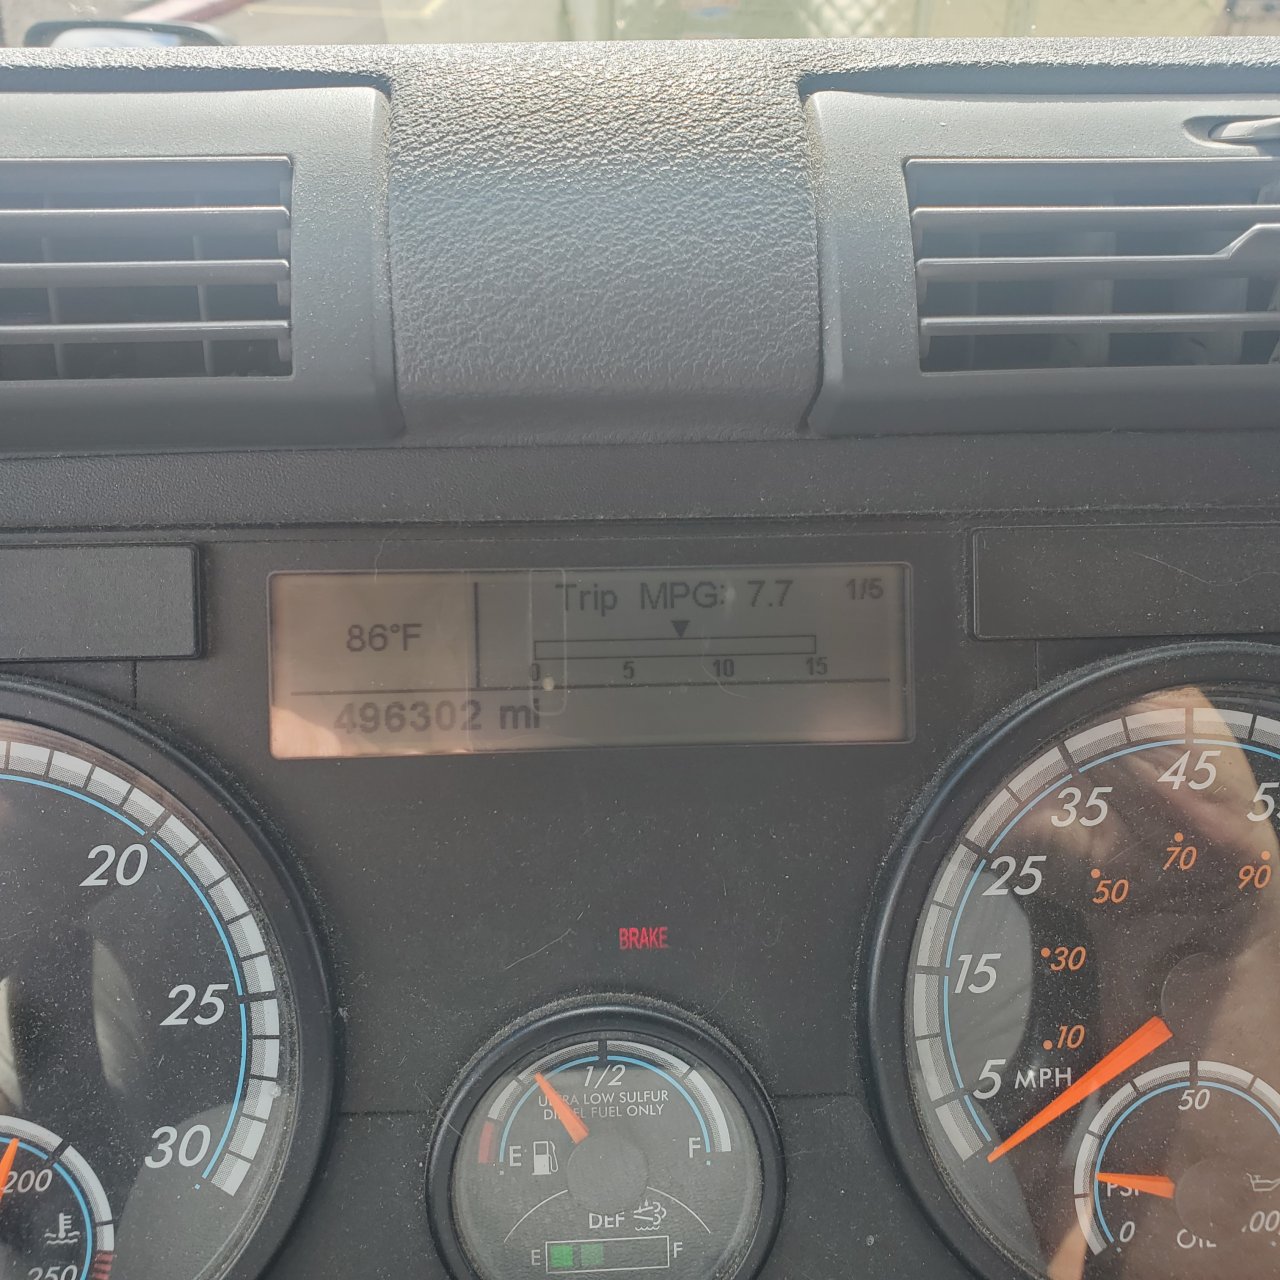 Trip MPG: 7.7 1/5
86°F
0 5 10 15
496302 mi
20
25
30
200
250
BRAKE
1/2
ULTRA LOW SULFUR
DIESEL FUEL ONLY
E F
DEF
E F
45
35
25
15
5 MPH
70
50
90
30
10
50
PSI
0
OIL